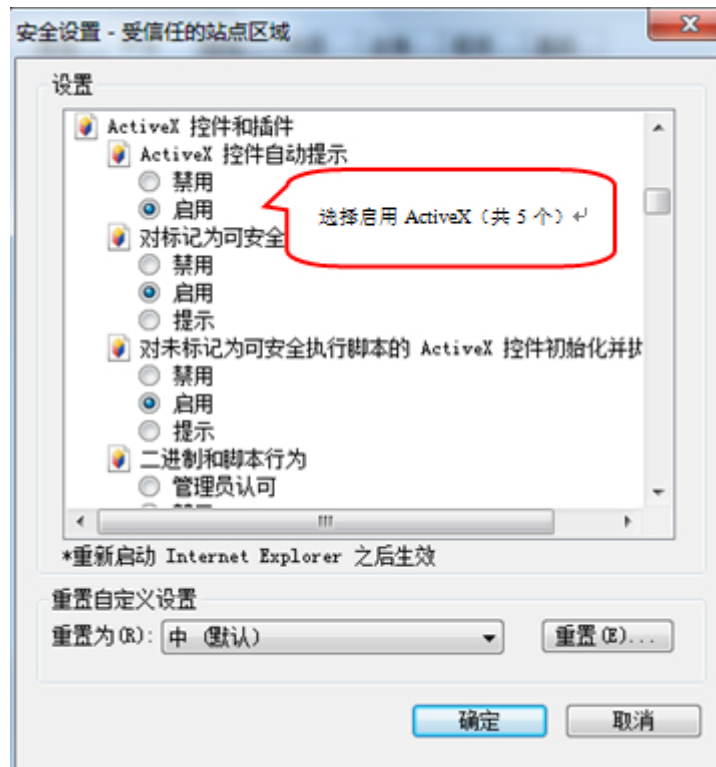 安全设置 - 受信任的站点区域
设置
ActiveX 控件和插件
ActiveX 控件自动提示
禁用
启用
选择启用 ActiveX（共 5 个）↵
对标记为可安全
禁用
启用
提示
对未标记为可安全执行脚本的 ActiveX 控件初始化并执
禁用
启用
提示
二进制和脚本行为
管理员认可
*重新启动 Internet Explorer 之后生效
重置自定义设置
重置为(R): 中 (默认)
重置(E)...
确定
取消